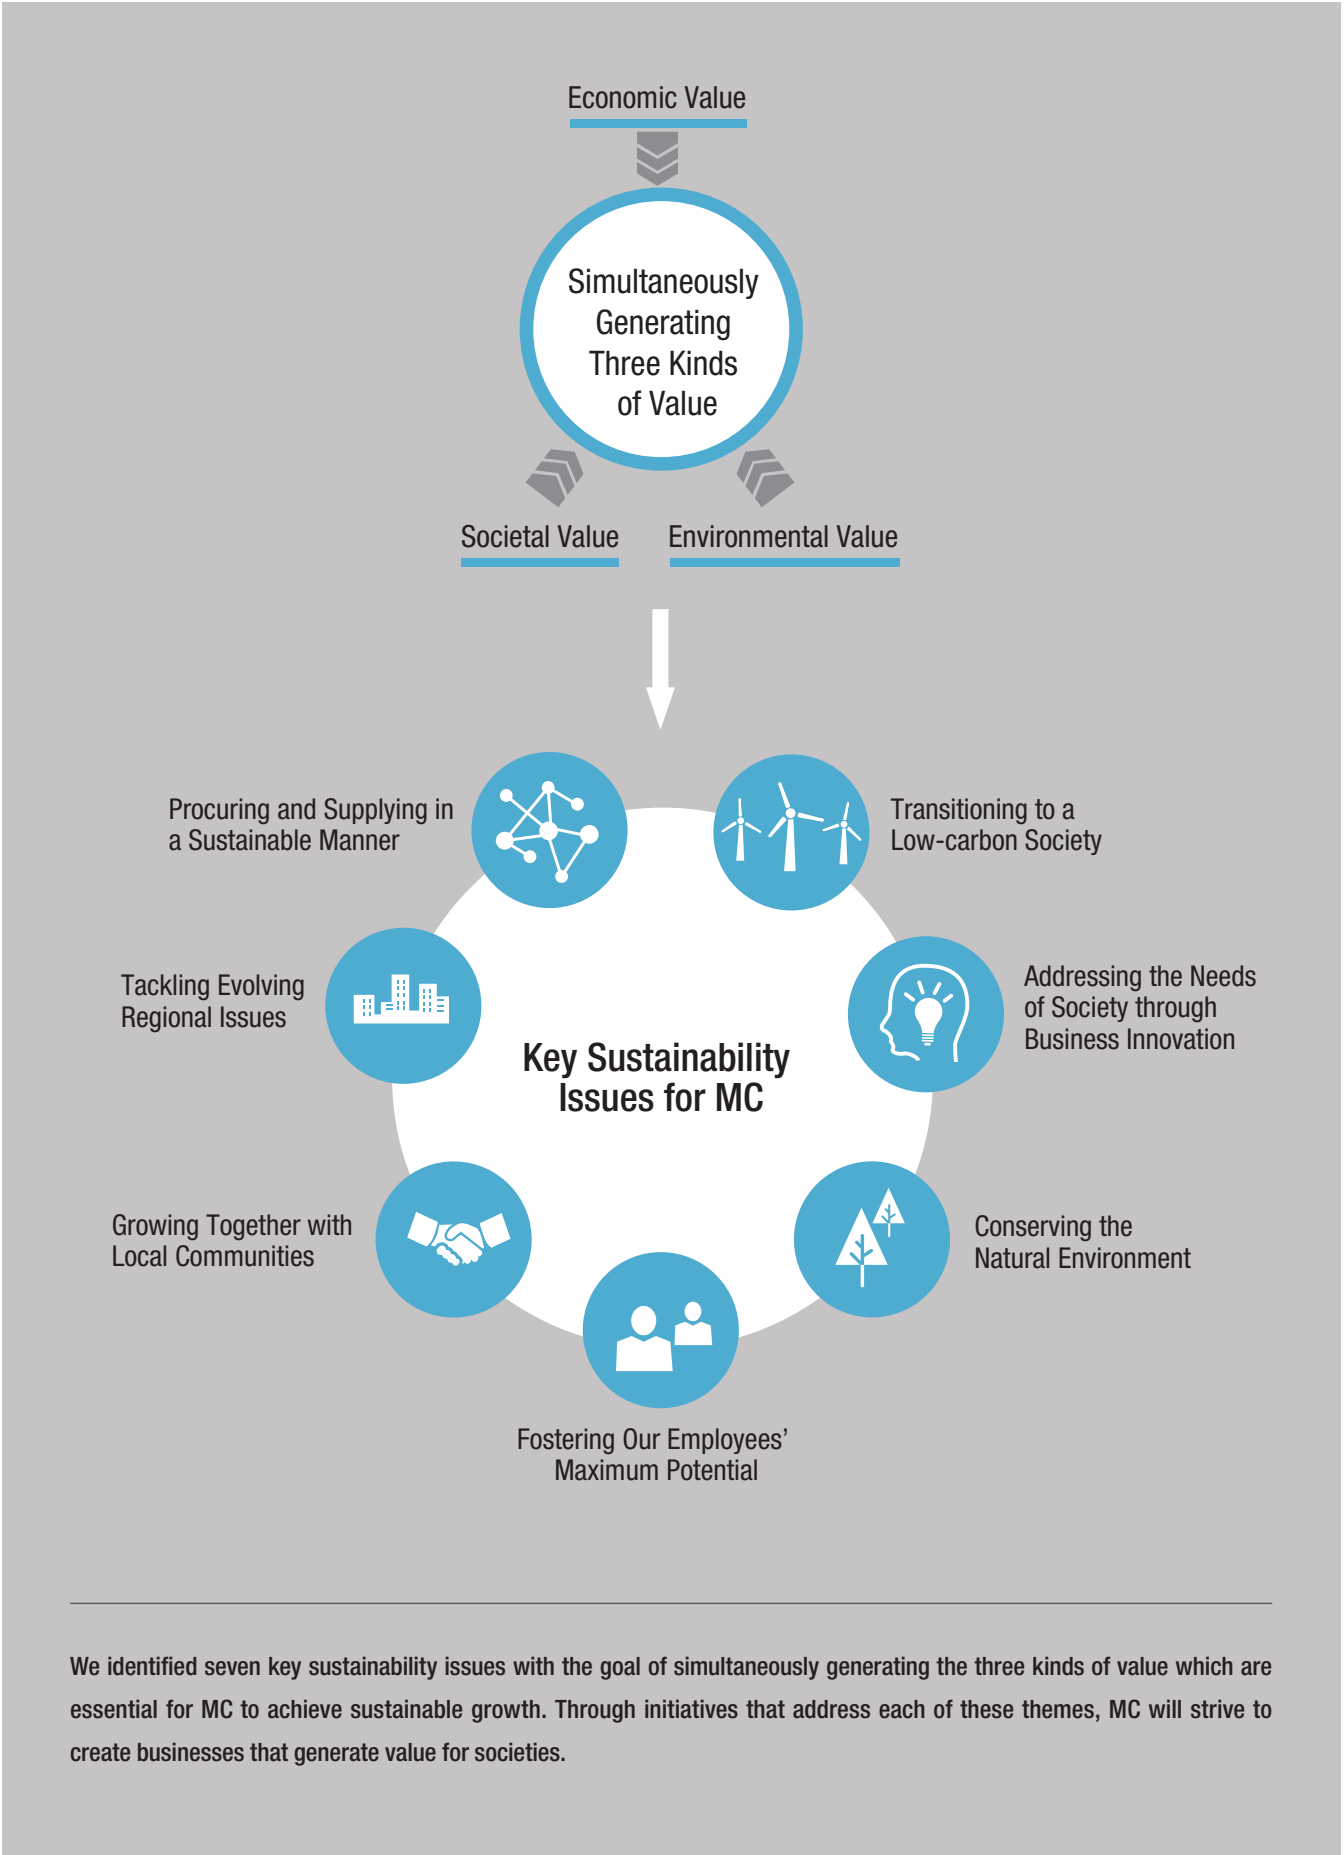 Economic Value
Simultaneously
Generating
Three Kinds
of Value
Societal Value
Environmental Value
Procuring and Supplying in
a Sustainable Manner
Transitioning to a
Low-carbon Society
Tackling Evolving
Regional Issues
Addressing the Needs
of Society through
Business Innovation
Key Sustainability
Issues for MC
Growing Together with
Local Communities
Conserving the
Natural Environment
Fostering Our Employees’
Maximum Potential
We identified seven key sustainability issues with the goal of simultaneously generating the three kinds of value which are
essential for MC to achieve sustainable growth. Through initiatives that address each of these themes, MC will strive to
create businesses that generate value for societies.